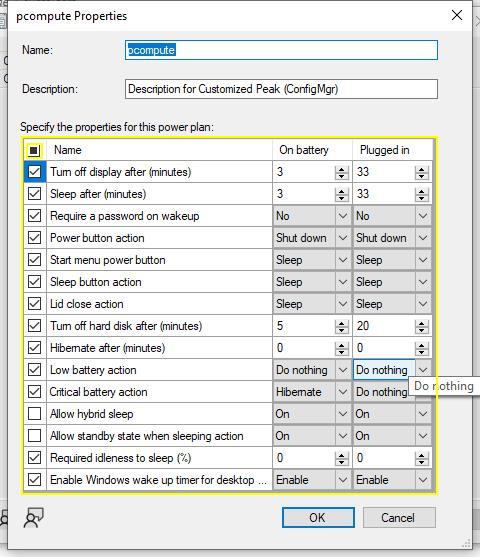 pcompute Properties
Name: pcompute
Description: Description for Customized Peak (ConfigMgr)
Specify the properties for this power plan:
Name On battery Plugged in
Turn off display after (minutes) 3 33
Sleep after (minutes) 3 33
Require a password on wakeup No No
Power button action Shut down Shut down
Start menu power button Sleep Sleep
Sleep button action Sleep Sleep
Lid close action Sleep Sleep
Turn off hard disk after (minutes) 5 20
Hibernate after (minutes) 0 0
Low battery action Do nothing Do nothing
Do nothing
Critical battery action Hibernate Do nothing
Allow hybrid sleep On On
Allow standby state when sleeping action On On
Required idleness to sleep (%) 0 0
Enable Windows wake up timer for desktop ... Enable Enable
OK Cancel